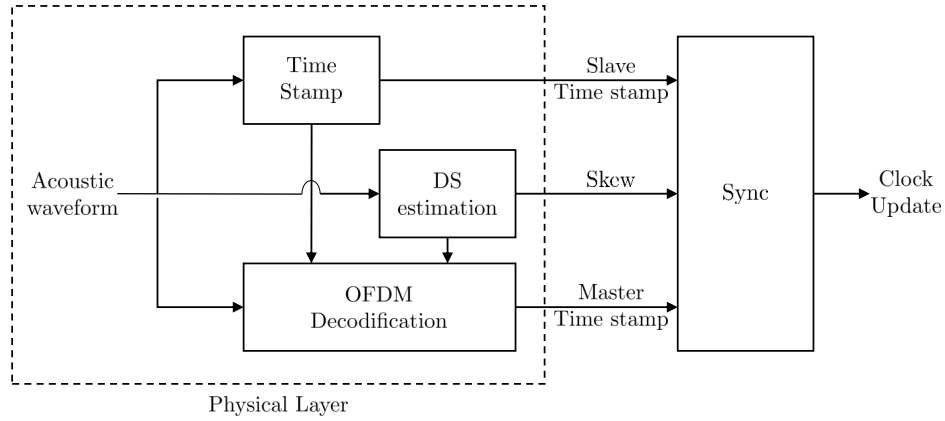 Time
Stamp
Slave
Time stamp
Acoustic
waveform
DS
estimation
Skew
Sync
Clock
Update
OFDM
Decodification
Master
Time stamp
Physical Layer